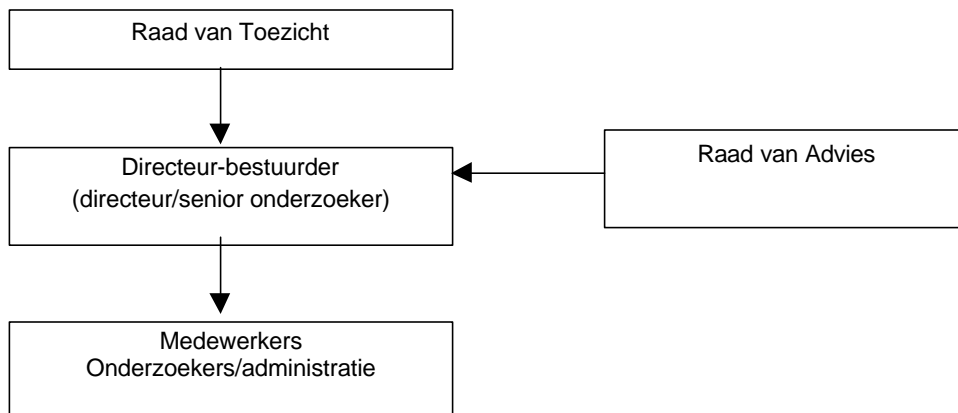 Raad van Toezicht
Directeur-bestuurder
(directeur/senior onderzoeker)
Raad van Advies
Medewerkers
Onderzoekers/administratie